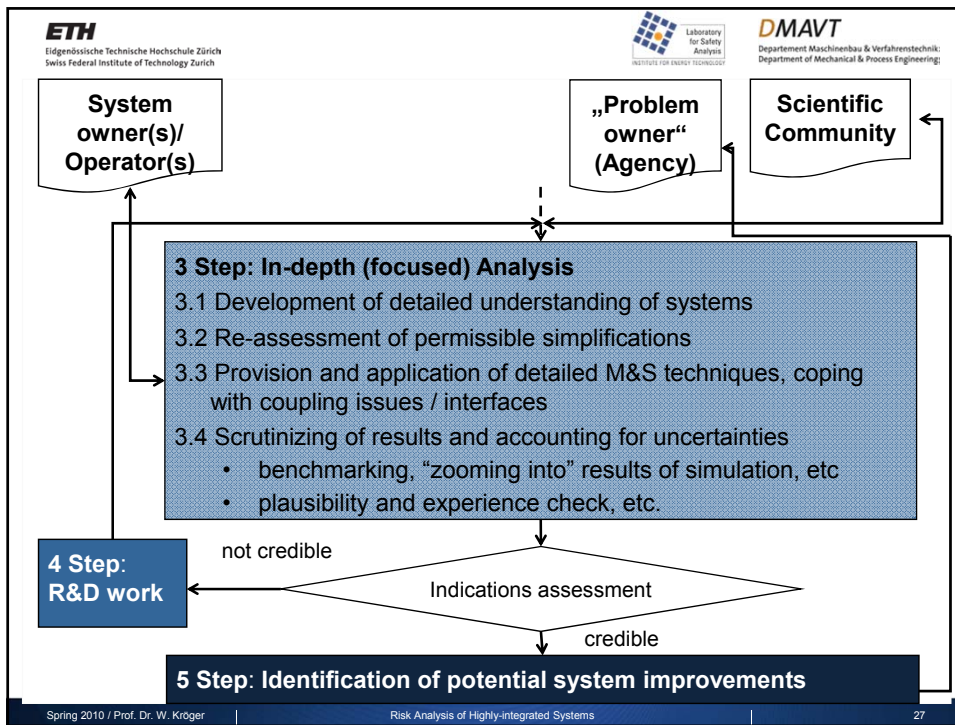 ETH
Eidgenössische Technische Hochschule Zürich
Swiss Federal Institute of Technology Zurich
Laboratory
for Safety
Analysis
INSTITUTE FOR ENERGY TECHNOLOGY
DMAVT
Departement Maschinenbau & Verfahrenstechnik:
Department of Mechanical & Process Engineering:
System
owner(s)/
Operator(s)
„Problem
owner“
(Agency)
Scientific
Community
3 Step: In-depth (focused) Analysis
3.1 Development of detailed understanding of systems
3.2 Re-assessment of permissible simplifications
3.3 Provision and application of detailed M&S techniques, coping
with coupling issues / interfaces
3.4 Scrutinizing of results and accounting for uncertainties
• benchmarking, “zooming into” results of simulation, etc
• plausibility and experience check, etc.
not credible
4 Step:
R&D work
Indications assessment
credible
5 Step: Identification of potential system improvements
Spring 2010 / Prof. Dr. W. Kröger
Risk Analysis of Highly-integrated Systems
27